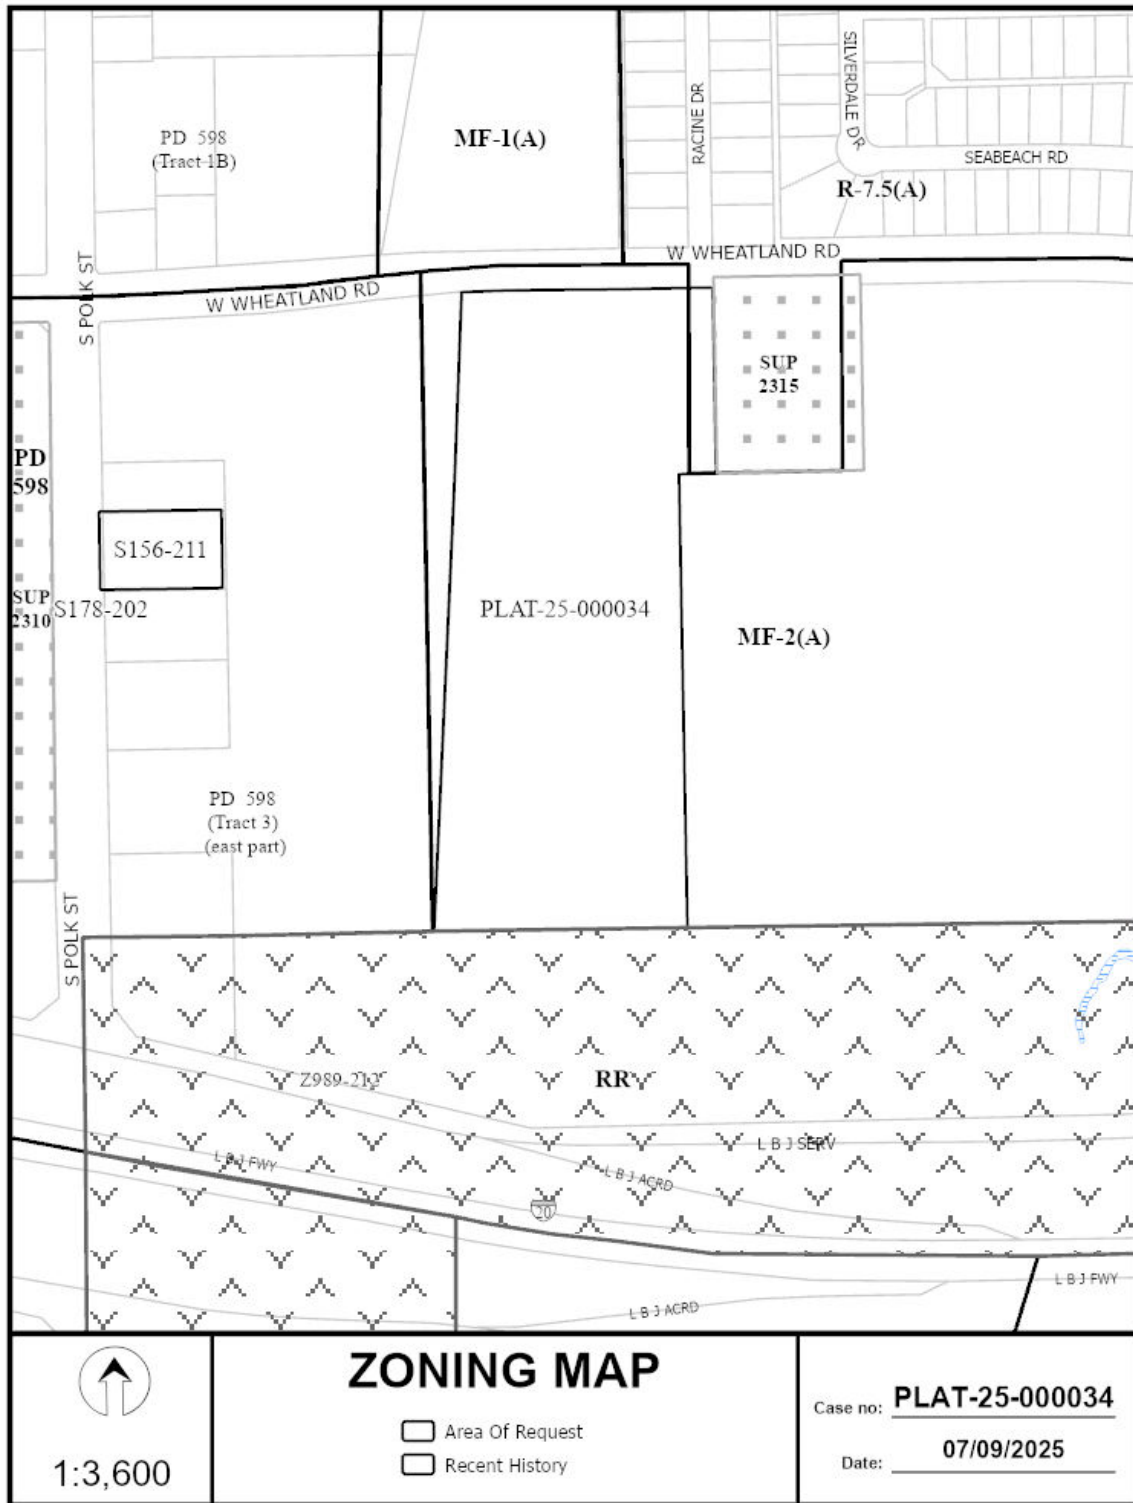 PD 598
(Tract 1B)
MF-1(A)
RACINE DR
SILVERDALE DR
SEABEACH RD
R-7.5(A)
W WHEATLAND RD
S POLK ST
W WHEATLAND RD
SUP
2315
PD
598
S156-211
SUP
2310
S178-202
PLAT-25-000034
MF-2(A)
PD 598
(Tract 3)
(east part)
S POLK ST
Z989-212
RR
L B J SERV
L B J FWY
L B J ACRD
20
L B J FWY
L B J ACRD
ZONING MAP
Area Of Request
Recent History
1:3,600
Case no: PLAT-25-000034
Date: 07/09/2025